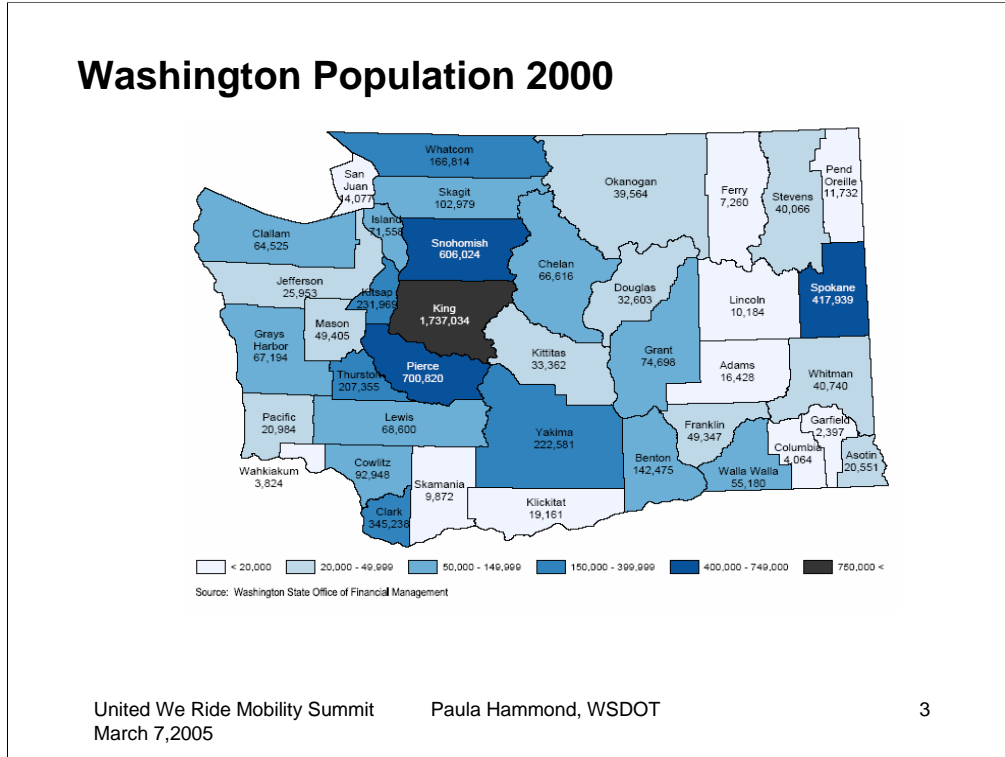 Washington Population 2000
Whatcom
166,814
San
Juan
14,077
Skagit
102,979
Okanogan
39,564
Ferry
7,260
Stevens
40,066
Pend
Oreille
11,732
Island
71,558
Clallam
64,525
Snohomish
606,024
Chelan
66,616
Jefferson
25,953
Kitsap
231,969
Douglas
32,603
Lincoln
10,184
Spokane
417,939
King
1,737,034
Mason
49,405
Grays
Harbor
67,194
Kittitas
33,362
Grant
74,698
Adams
16,428
Pierce
700,820
Thurston
207,355
Whitman
40,740
Pacific
20,984
Lewis
68,600
Yakima
222,581
Franklin
49,347
Garfield
2,397
Columbia
4,064
Asotin
20,551
Benton
142,475
Walla Walla
55,180
Wahkiakum
3,824
Cowlitz
92,948
Skamania
9,872
Klickitat
19,161
Clark
345,238
< 20,000 20,000 - 49,999 50,000 - 149,999 150,000 - 399,999 400,000 - 749,000 750,000 <
Source: Washington State Office of Financial Management
United We Ride Mobility Summit Paula Hammond, WSDOT 3
March 7,2005